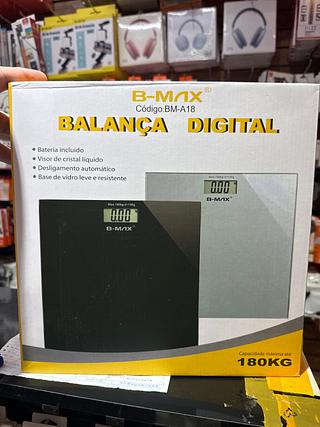 B-MAX®
Código:BM-A18
BALANÇA DIGITAL
• Bateria incluido
• Visor de cristal líquido
• Desligamento automático
• Base de vidro leve e resistente
0.00
B-MAX
0.00
B-MAX
Capacidade máxima até
180KG